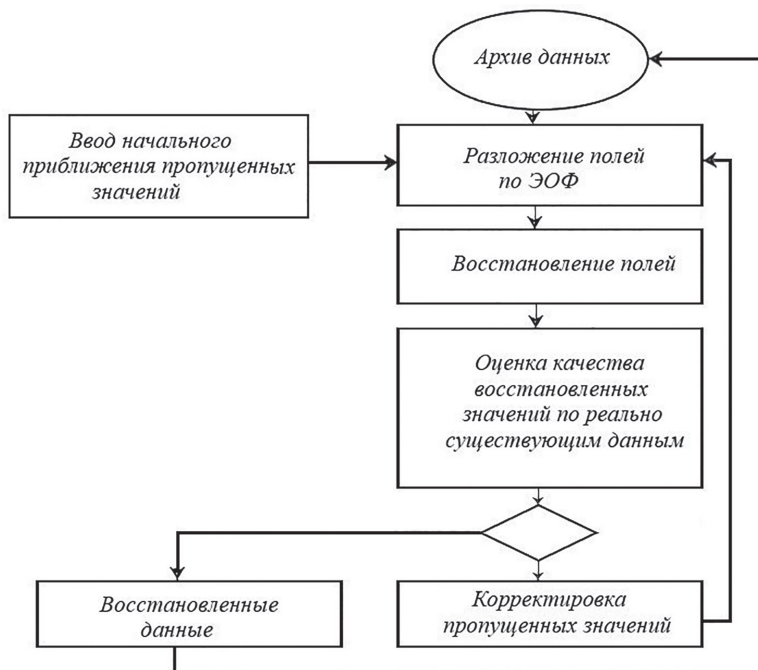 Архив данных
Ввод начального
приближения пропущенных
значений
Разложение полей
по ЭОФ
Восстановление полей
Оценка качества
восстановленных
значений по реально
существующим данным
Восстановленные
данные
Корректировка
пропущенных значений